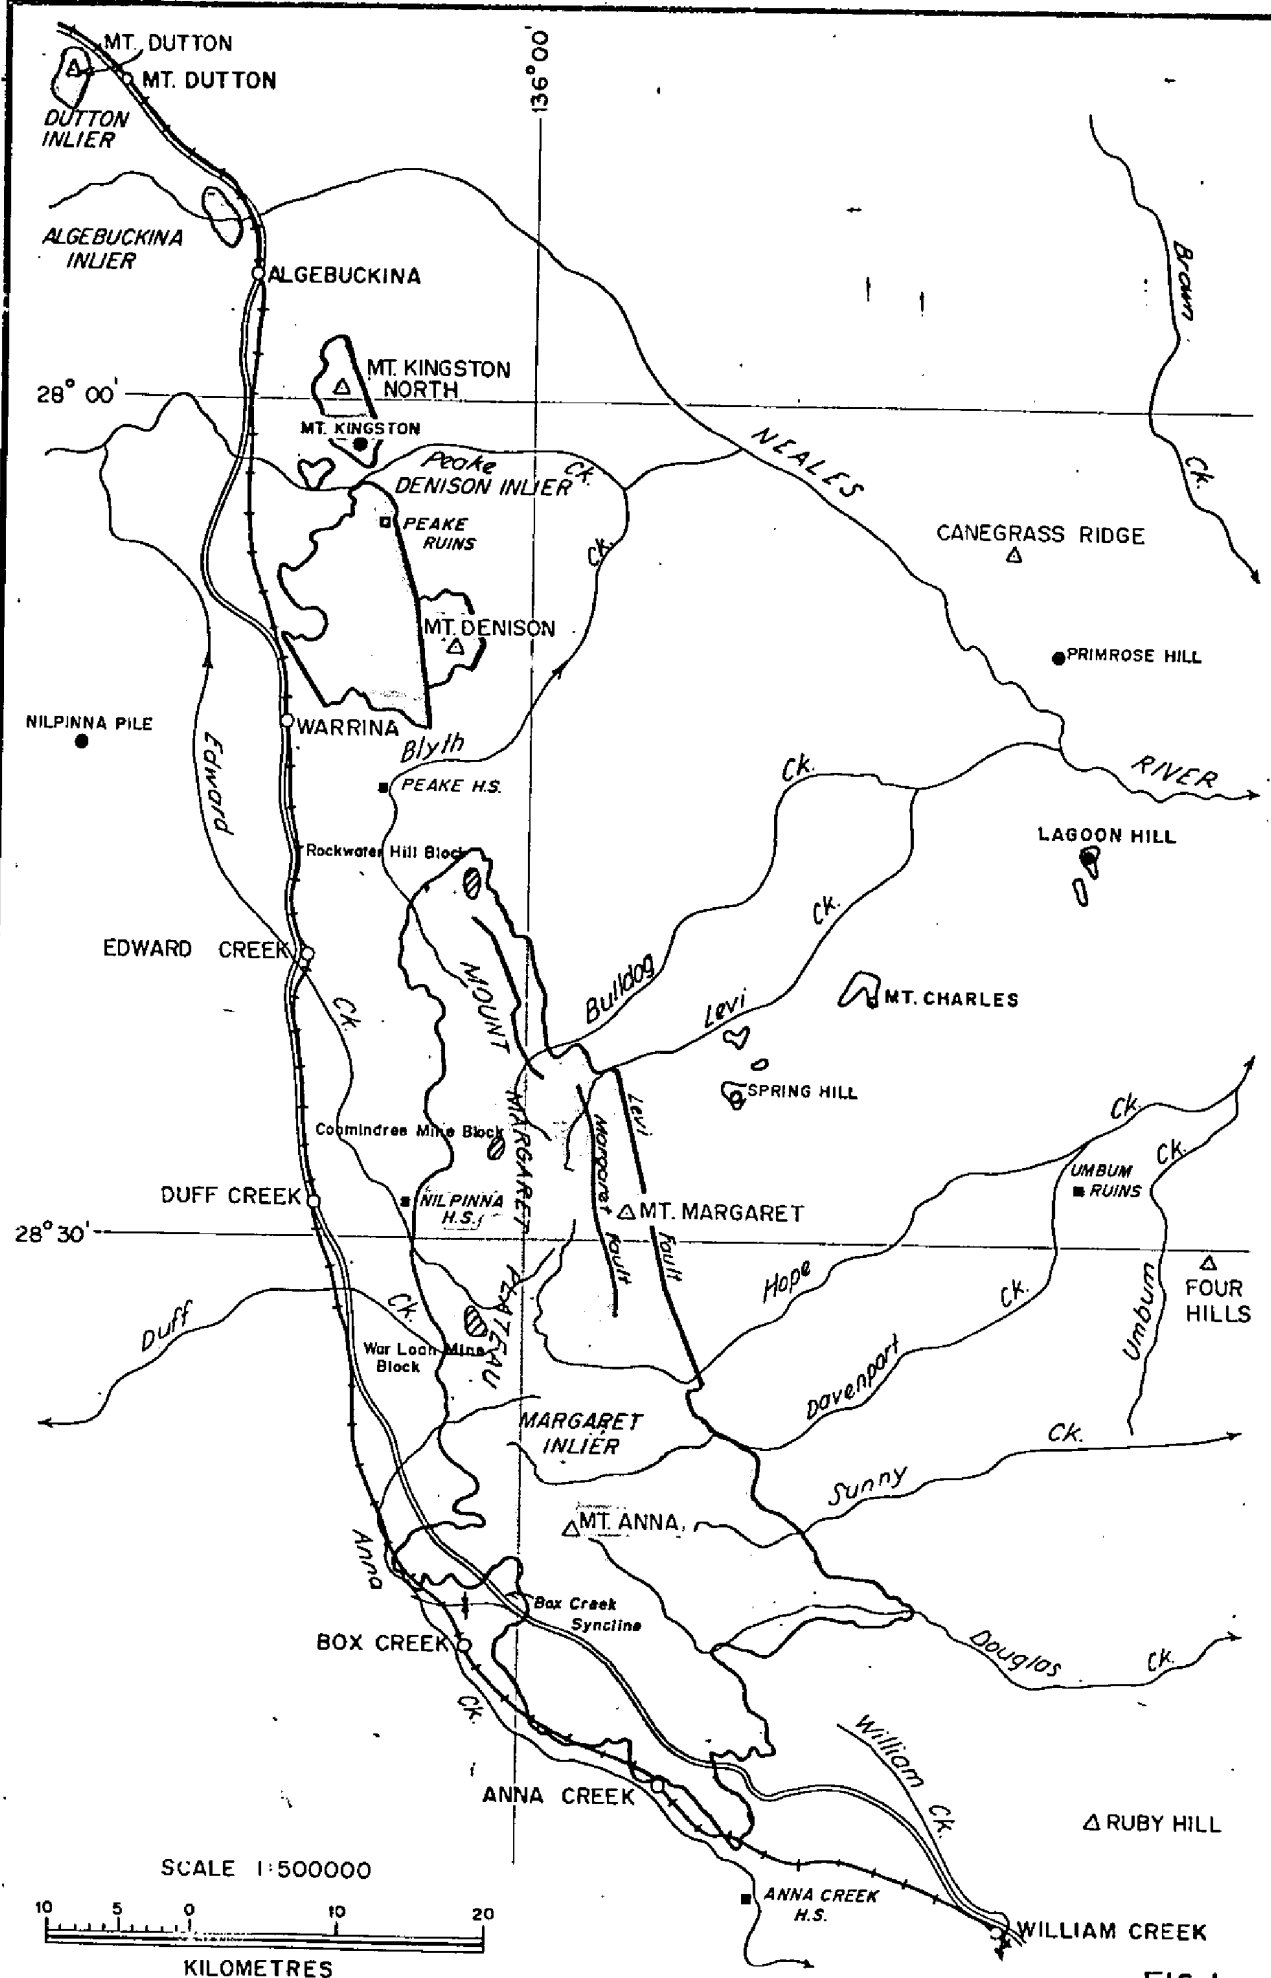 MT. DUTTON
MT. DUTTON
DUTTON
INLIER
136°00'
ALGEBUCKINA
INLIER
ALGEBUCKINA
Brown
Ck.
MT. KINGSTON
NORTH
28° 00'
MT. KINGSTON
Peake
Ck.
DENISON INLIER
NEALES
PEAKE
RUINS
Ck.
CANEGRASS RIDGE
MT. DENISON
PRIMROSE HILL
NILPINNA PILE
WARRINA
Blyth
Edward
PEAKE H.S.
Ck.
RIVER
LAGOON HILL
Rockwater Hill Block
Ck.
EDWARD CREEK
MOUNT
Bulldog
Ck.
Levi
MT. CHARLES
SPRING HILL
MARGARET
Levi
Margaret
Coomindree Mine Block
Ck.
Ck.
UMBUM
RUINS
DUFF CREEK
NILPINNA
H.S.
MT. MARGARET
28° 30'
Fault
Fault
Hope
FOUR
HILLS
PLATEAU
Duff
Ck.
Ck.
Umbum
War Loan Mine
Block
Davenport
MARGARET
INLIER
Ck.
Sunny
MT. ANNA
Anna
Box Creek
Syncline
BOX CREEK
Douglas
Ck.
Ck.
William
Ck.
ANNA CREEK
RUBY HILL
SCALE 1:500000
10 5 0 10 20
KILOMETRES
ANNA CREEK
H.S.
WILLIAM CREEK